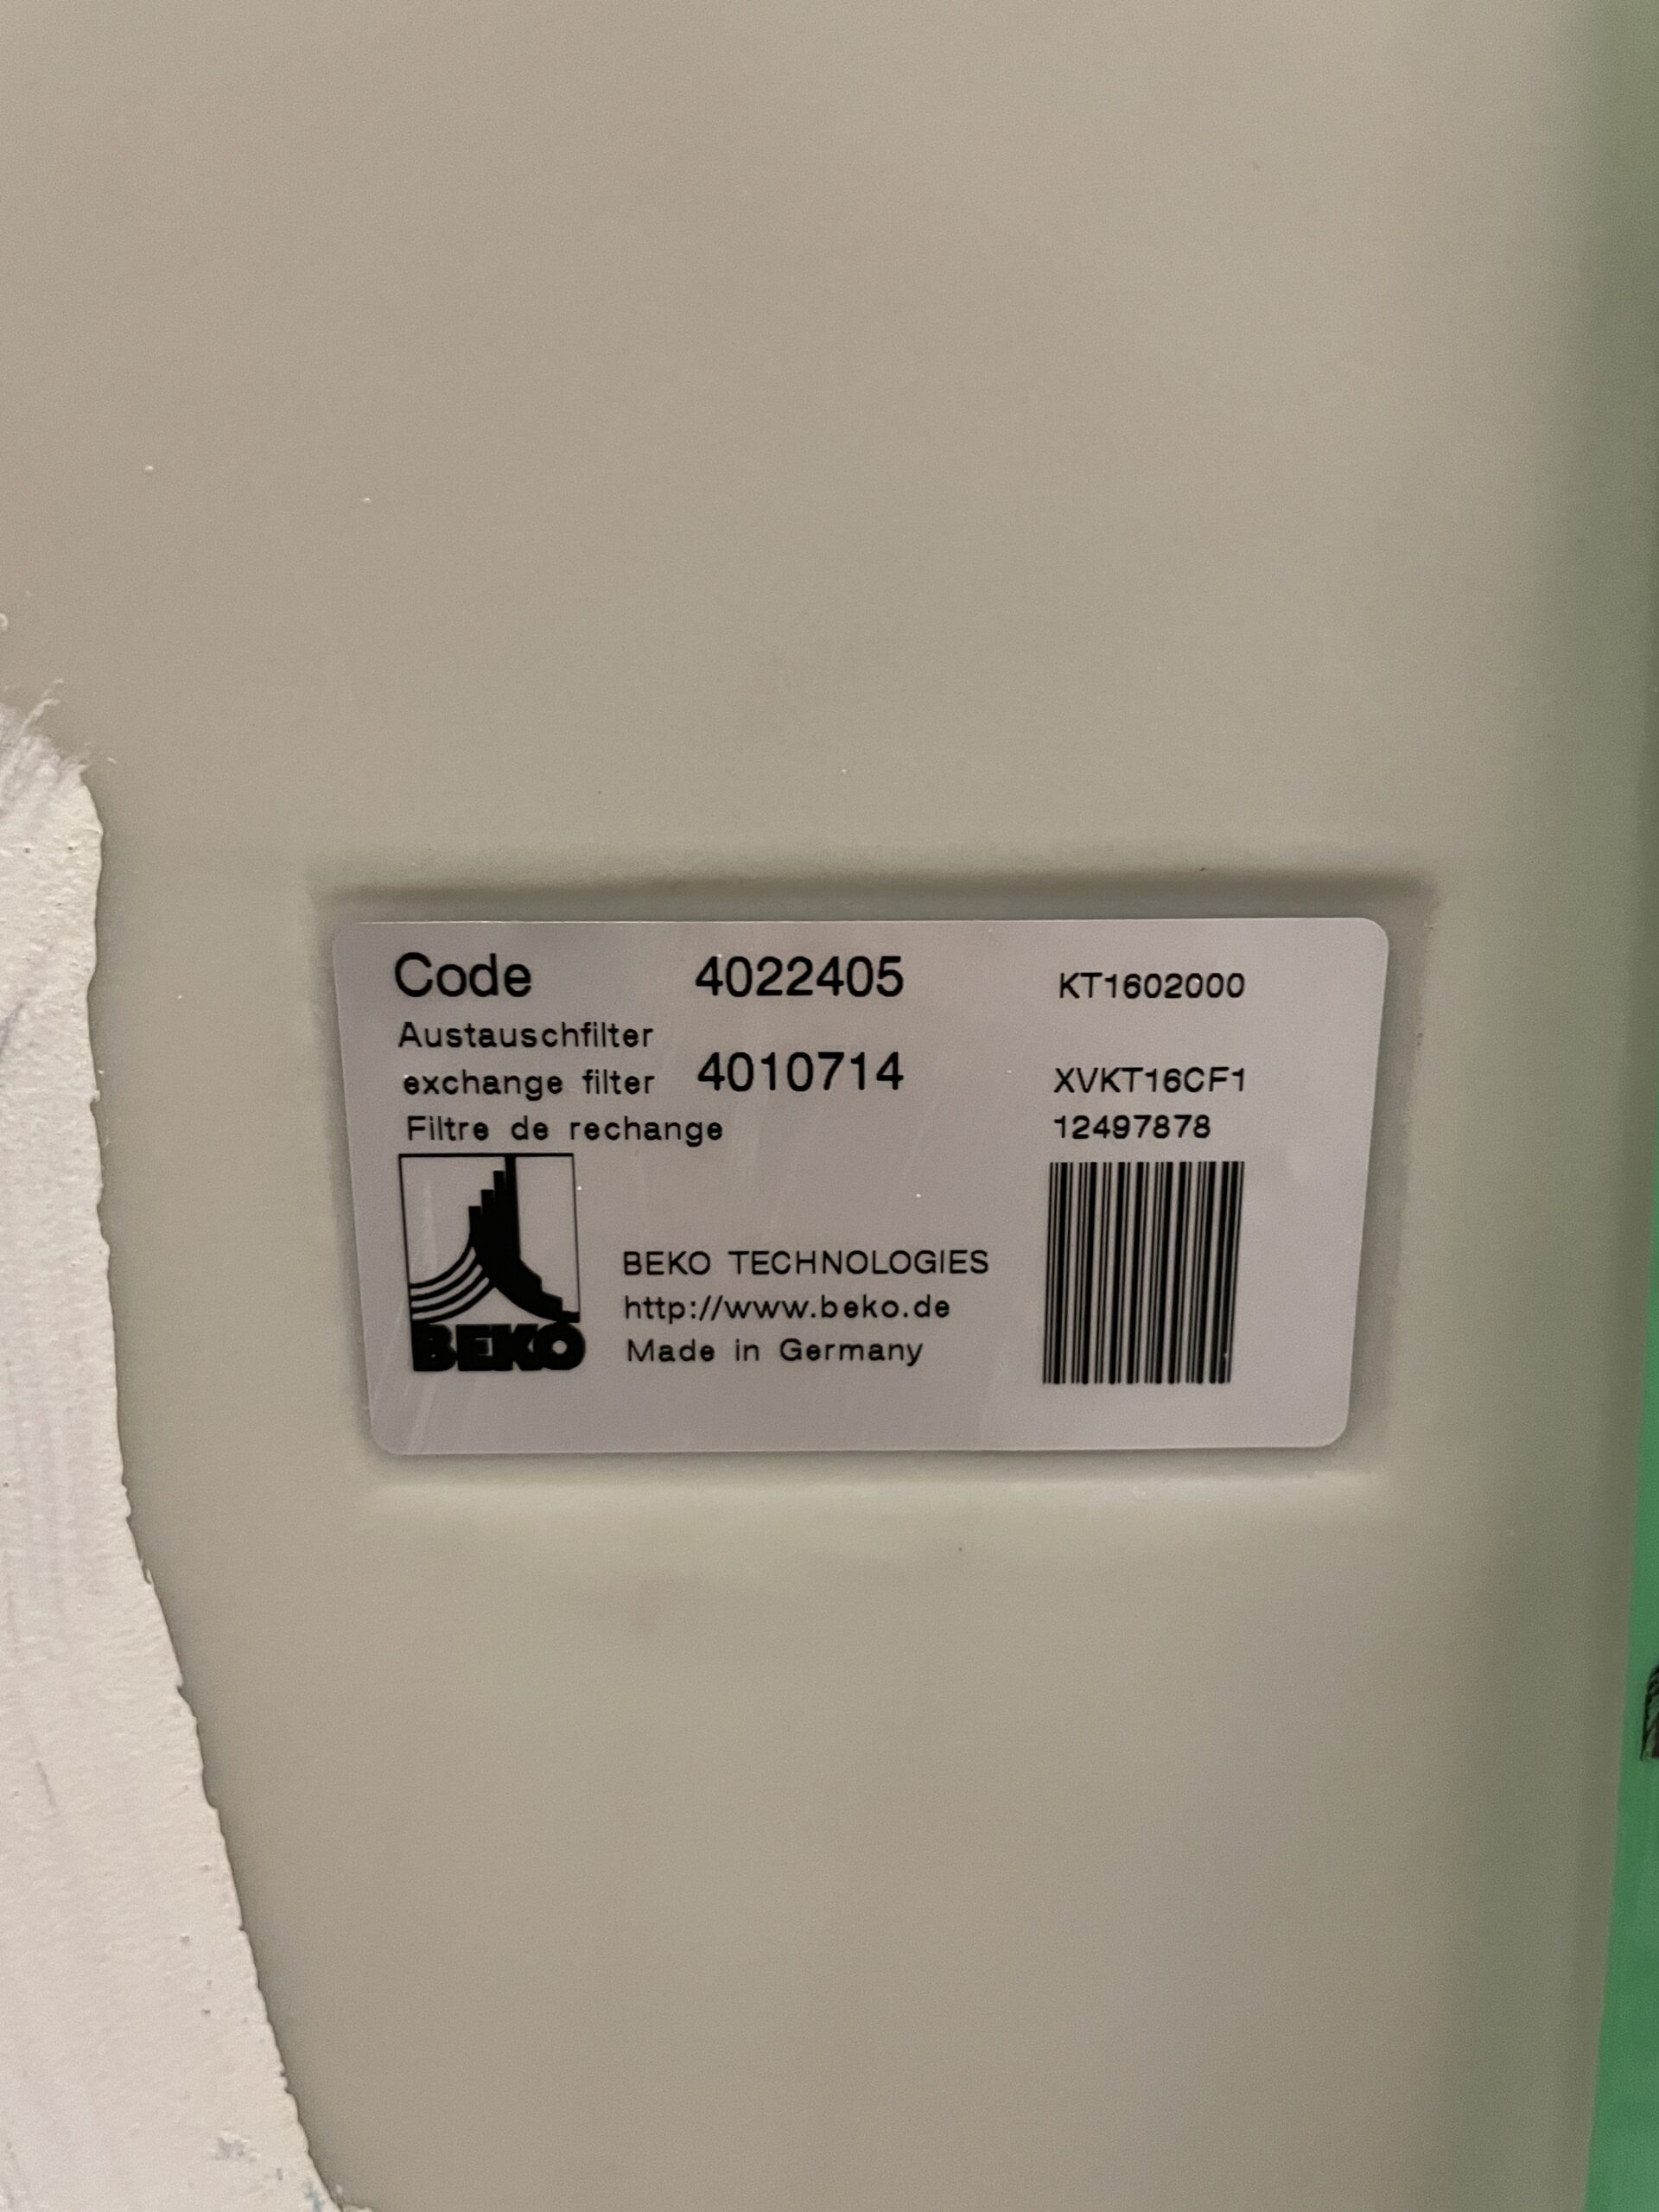 Code 4022405 KT1602000
Austauschfilter
exchange filter 4010714 XVKT16CF1
Filtre de rechange 12497878
BEKO TECHNOLOGIES
http://www.beko.de
Made in Germany
BEKO